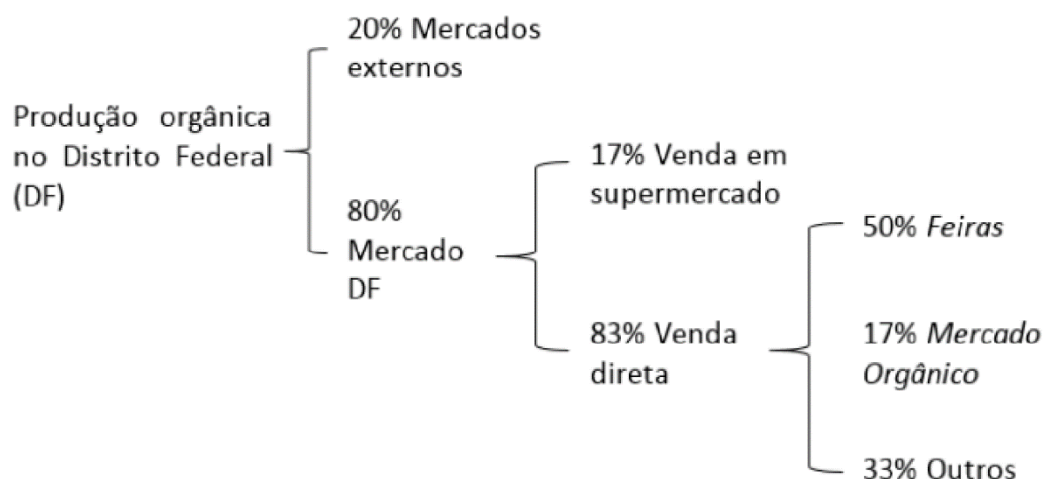 Produção orgânica
no Distrito Federal
(DF)
20% Mercados
externos
80%
Mercado
DF
17% Venda em
supermercado
83% Venda
direta
50% Feiras
17% Mercado
Orgânico
33% Outros